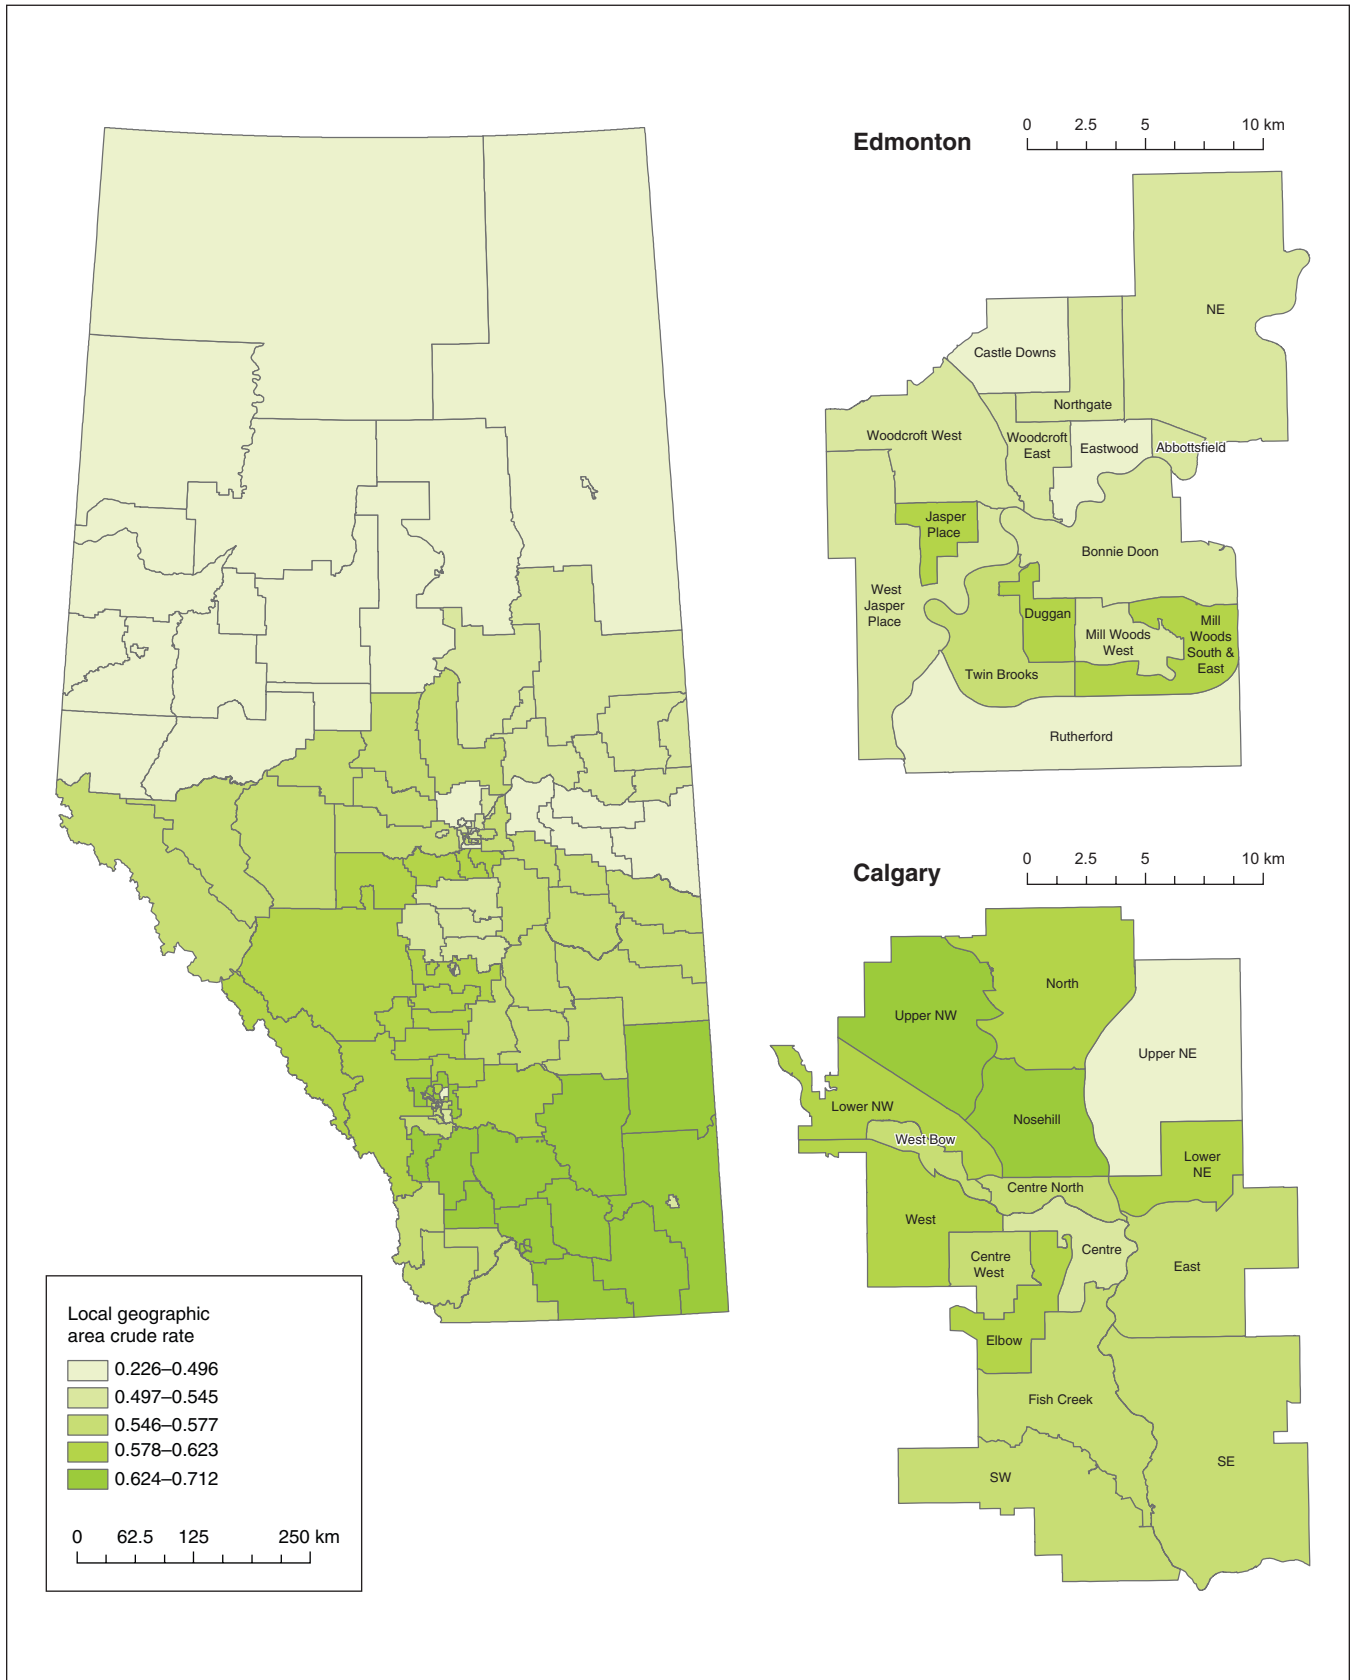 Edmonton
0 2.5 5 10 km
NE
Castle Downs
Northgate
Woodcroft West
Woodcroft
East
Eastwood
Abbottsfield
Jasper
Place
Bonnie Doon
West
Jasper
Place
Duggan
Mill Woods
West
Mill
Woods
South &
East
Twin Brooks
Rutherford
Calgary
0 2.5 5 10 km
North
Upper NW
Upper NE
Lower NW
Nosehill
West Bow
Lower
NE
Centre North
West
Centre
Centre
West
East
Elbow
Fish Creek
SW
SE
Local geographic
area crude rate
0.226–0.496
0.497–0.545
0.546–0.577
0.578–0.623
0.624–0.712
0 62.5 125 250 km